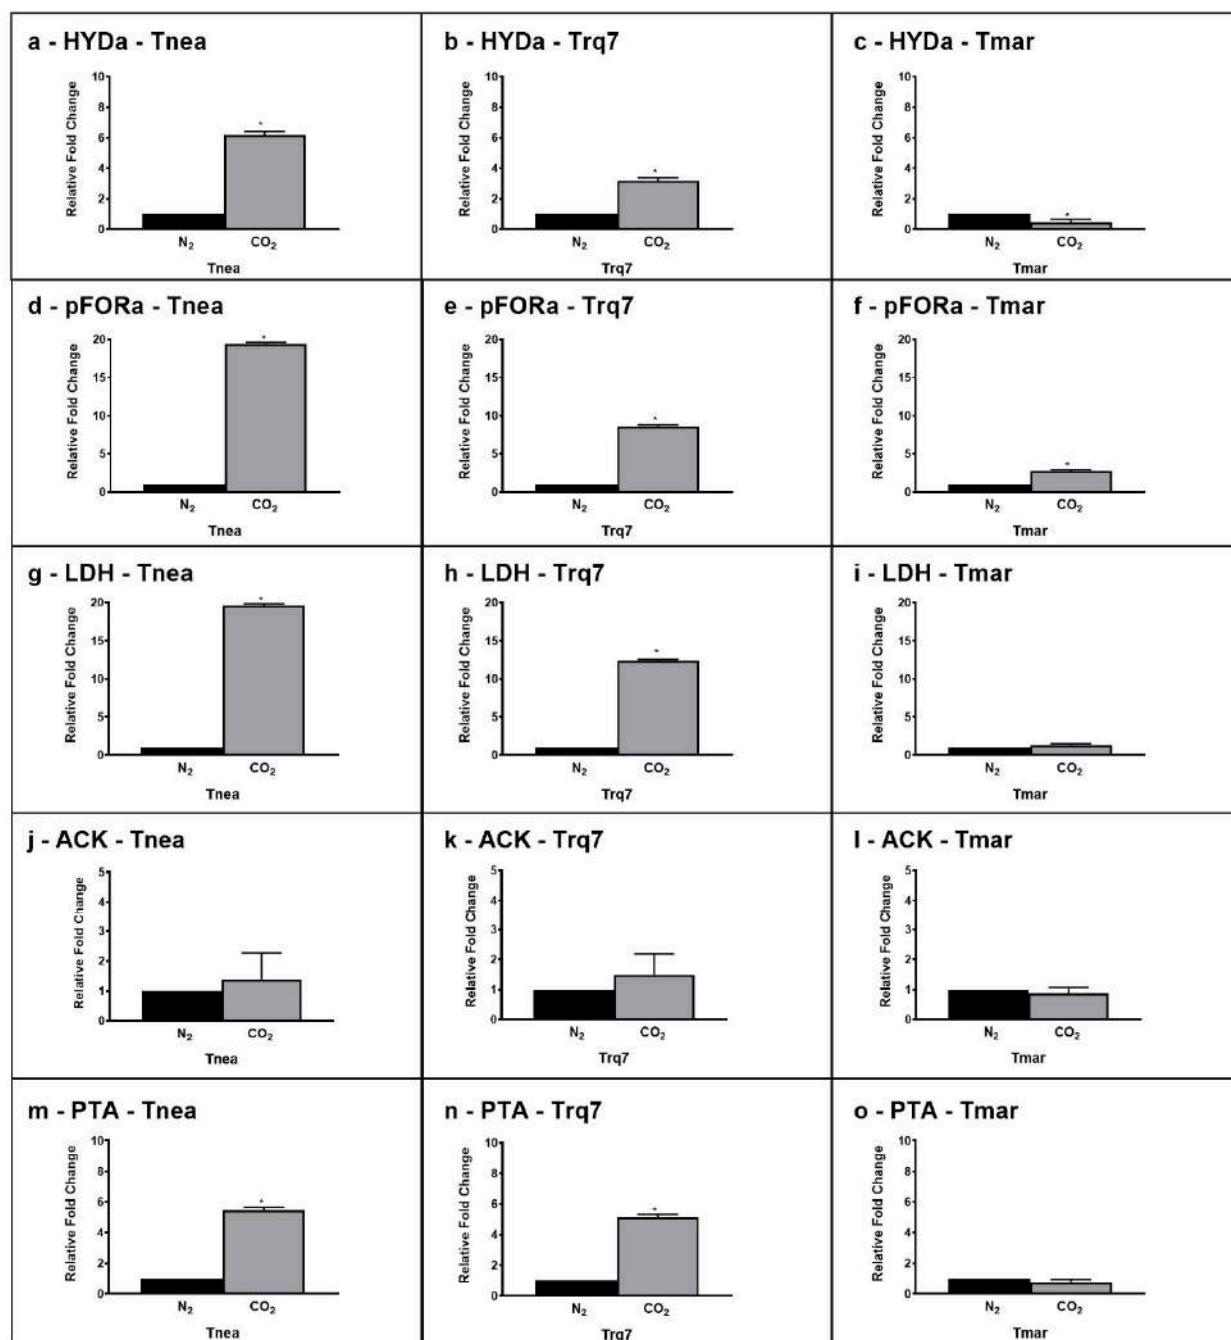 a - HYDa - Tnea
Relative Fold Change
10
8
6
4
2
0
*
N₂ CO₂
Tnea
b - HYDa - Trq7
Relative Fold Change
10
8
6
4
2
0
*
N₂ CO₂
Trq7
c - HYDa - Tmar
Relative Fold Change
10
8
6
4
2
0
*
N₂ CO₂
Tmar
d - pFORa - Tnea
Relative Fold Change
20
15
10
5
0
*
N₂ CO₂
Tnea
e - pFORa - Trq7
Relative Fold Change
20
15
10
5
0
*
N₂ CO₂
Trq7
f - pFORa - Tmar
Relative Fold Change
20
15
10
5
0
*
N₂ CO₂
Tmar
g - LDH - Tnea
Relative Fold Change
20
15
10
5
0
*
N₂ CO₂
Tnea
h - LDH - Trq7
Relative Fold Change
20
15
10
5
0
*
N₂ CO₂
Trq7
i - LDH - Tmar
Relative Fold Change
20
15
10
5
0
N₂ CO₂
Tmar
j - ACK - Tnea
Relative Fold Change
5
4
3
2
1
0
N₂ CO₂
Tnea
k - ACK - Trq7
Relative Fold Change
5
4
3
2
1
0
N₂ CO₂
Trq7
l - ACK - Tmar
Relative Fold Change
5
4
3
2
1
0
N₂ CO₂
Tmar
m - PTA - Tnea
Relative Fold Change
10
8
6
4
2
0
*
N₂ CO₂
Tnea
n - PTA - Trq7
Relative Fold Change
10
8
6
4
2
0
*
N₂ CO₂
Trq7
o - PTA - Tmar
Relative Fold Change
10
8
6
4
2
0
N₂ CO₂
Tmar